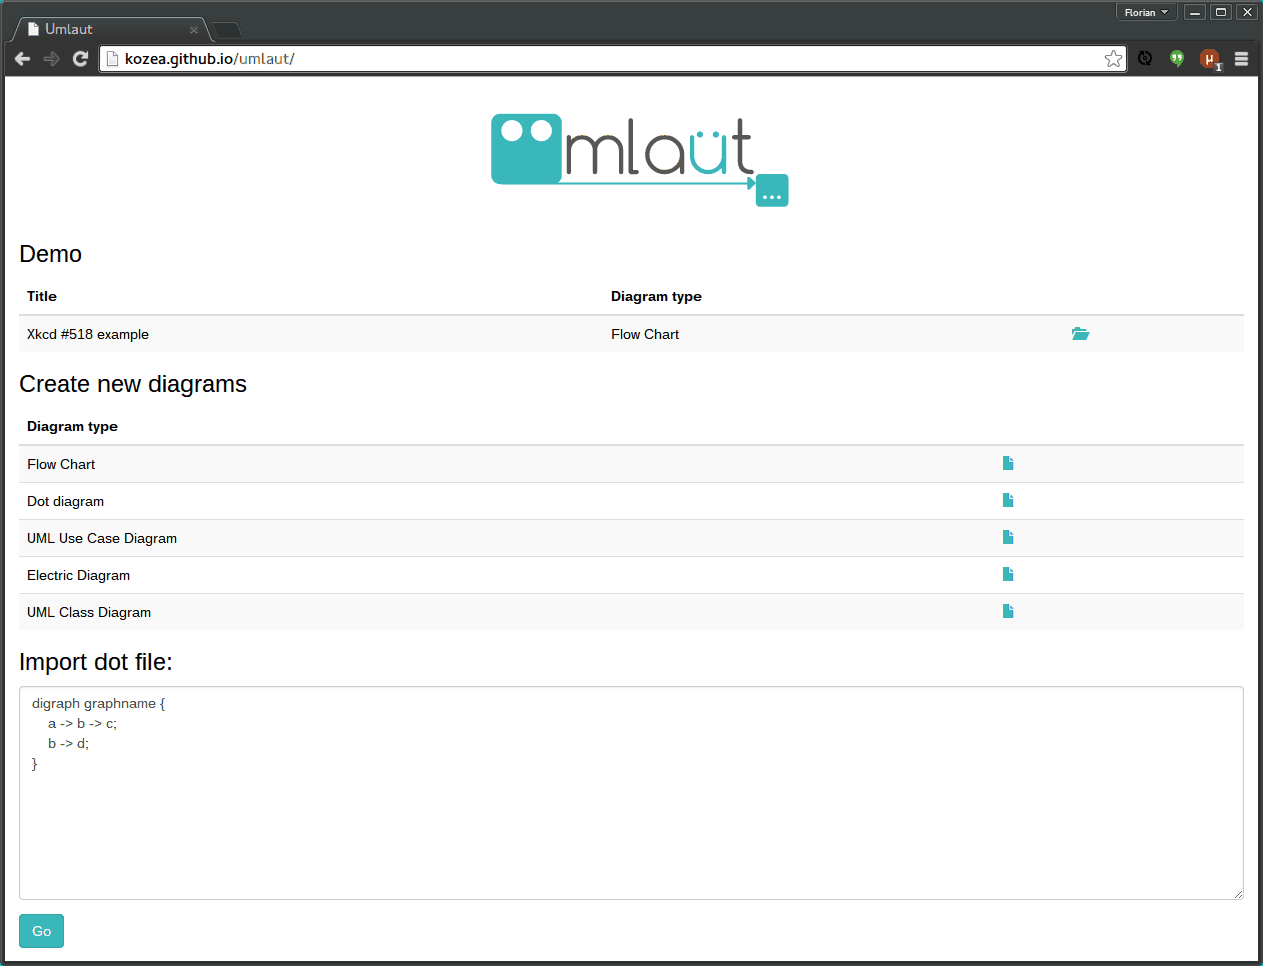 Florian
Umlaut
kozea.github.io/umlaut/
µ
1
mlaüt
...
Demo
Title Diagram type
Xkcd #518 example Flow Chart
Create new diagrams
Diagram type
Flow Chart
Dot diagram
UML Use Case Diagram
Electric Diagram
UML Class Diagram
Import dot file:
digraph graphname {
a -> b -> c;
b -> d;
}
Go